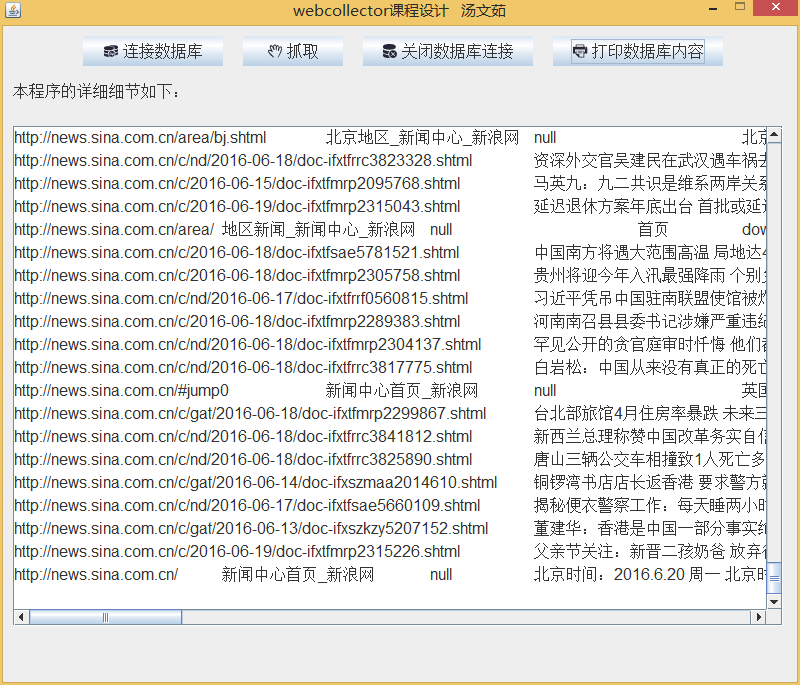 webcollector课程设计 汤文茹
连接数据库 抓取 关闭数据库连接 打印数据库内容
本程序的详细细节如下：
http://news.sina.com.cn/area/bj.shtml 北京地区_新闻中心_新浪网 null 北京
http://news.sina.com.cn/c/nd/2016-06-18/doc-ifxtfrrc3823328.shtml 资深外交官吴建民在武汉遇车祸去
http://news.sina.com.cn/c/2016-06-15/doc-ifxtfmrp2095768.shtml 马英九：九二共识是维系两岸关系
http://news.sina.com.cn/c/2016-06-19/doc-ifxtfmrp2315043.shtml 延迟退休方案年底出台 首批或延迟
http://news.sina.com.cn/area/ 地区新闻_新闻中心_新浪网 null 首页 dow
http://news.sina.com.cn/c/2016-06-18/doc-ifxtfsae5781521.shtml 中国南方将遇大范围高温 局地达4
http://news.sina.com.cn/c/2016-06-18/doc-ifxtfmrp2305758.shtml 贵州将迎今年入汛最强降雨 个别
http://news.sina.com.cn/c/nd/2016-06-17/doc-ifxtfrrf0560815.shtml 习近平凭吊中国驻南联盟使馆被炸
http://news.sina.com.cn/c/2016-06-18/doc-ifxtfmrp2289383.shtml 河南南召县县委书记涉嫌严重违纪
http://news.sina.com.cn/c/nd/2016-06-18/doc-ifxtfmrp2304137.shtml 罕见公开的贪官庭审时忏悔 他们
http://news.sina.com.cn/c/nd/2016-06-18/doc-ifxtfrrc3817775.shtml 白岩松：中国从来没有真正的死亡
http://news.sina.com.cn/#jump0 新闻中心首页_新浪网 null 英国
http://news.sina.com.cn/c/gat/2016-06-18/doc-ifxtfmrp2299867.shtml 台北部旅馆4月住房率暴跌 未来三
http://news.sina.com.cn/c/nd/2016-06-18/doc-ifxtfrrc3841812.shtml 新西兰总理称赞中国改革务实自信
http://news.sina.com.cn/c/nd/2016-06-18/doc-ifxtfrrc3825890.shtml 唐山三辆公交车相撞致1人死亡多
http://news.sina.com.cn/c/gat/2016-06-14/doc-ifxszmaa2014610.shtml 铜锣湾书店店长返香港 要求警方
http://news.sina.com.cn/c/nd/2016-06-17/doc-ifxtfsae5660109.shtml 揭秘便衣警察工作：每天睡两小时
http://news.sina.com.cn/c/gat/2016-06-13/doc-ifxszkzy5207152.shtml 董建华：香港是中国一部分事实绝
http://news.sina.com.cn/c/2016-06-19/doc-ifxtfmrp2315226.shtml 父亲节关注：新晋二孩奶爸 放弃
http://news.sina.com.cn/ 新闻中心首页_新浪网 null 北京时间：2016.6.20 周一 北京时